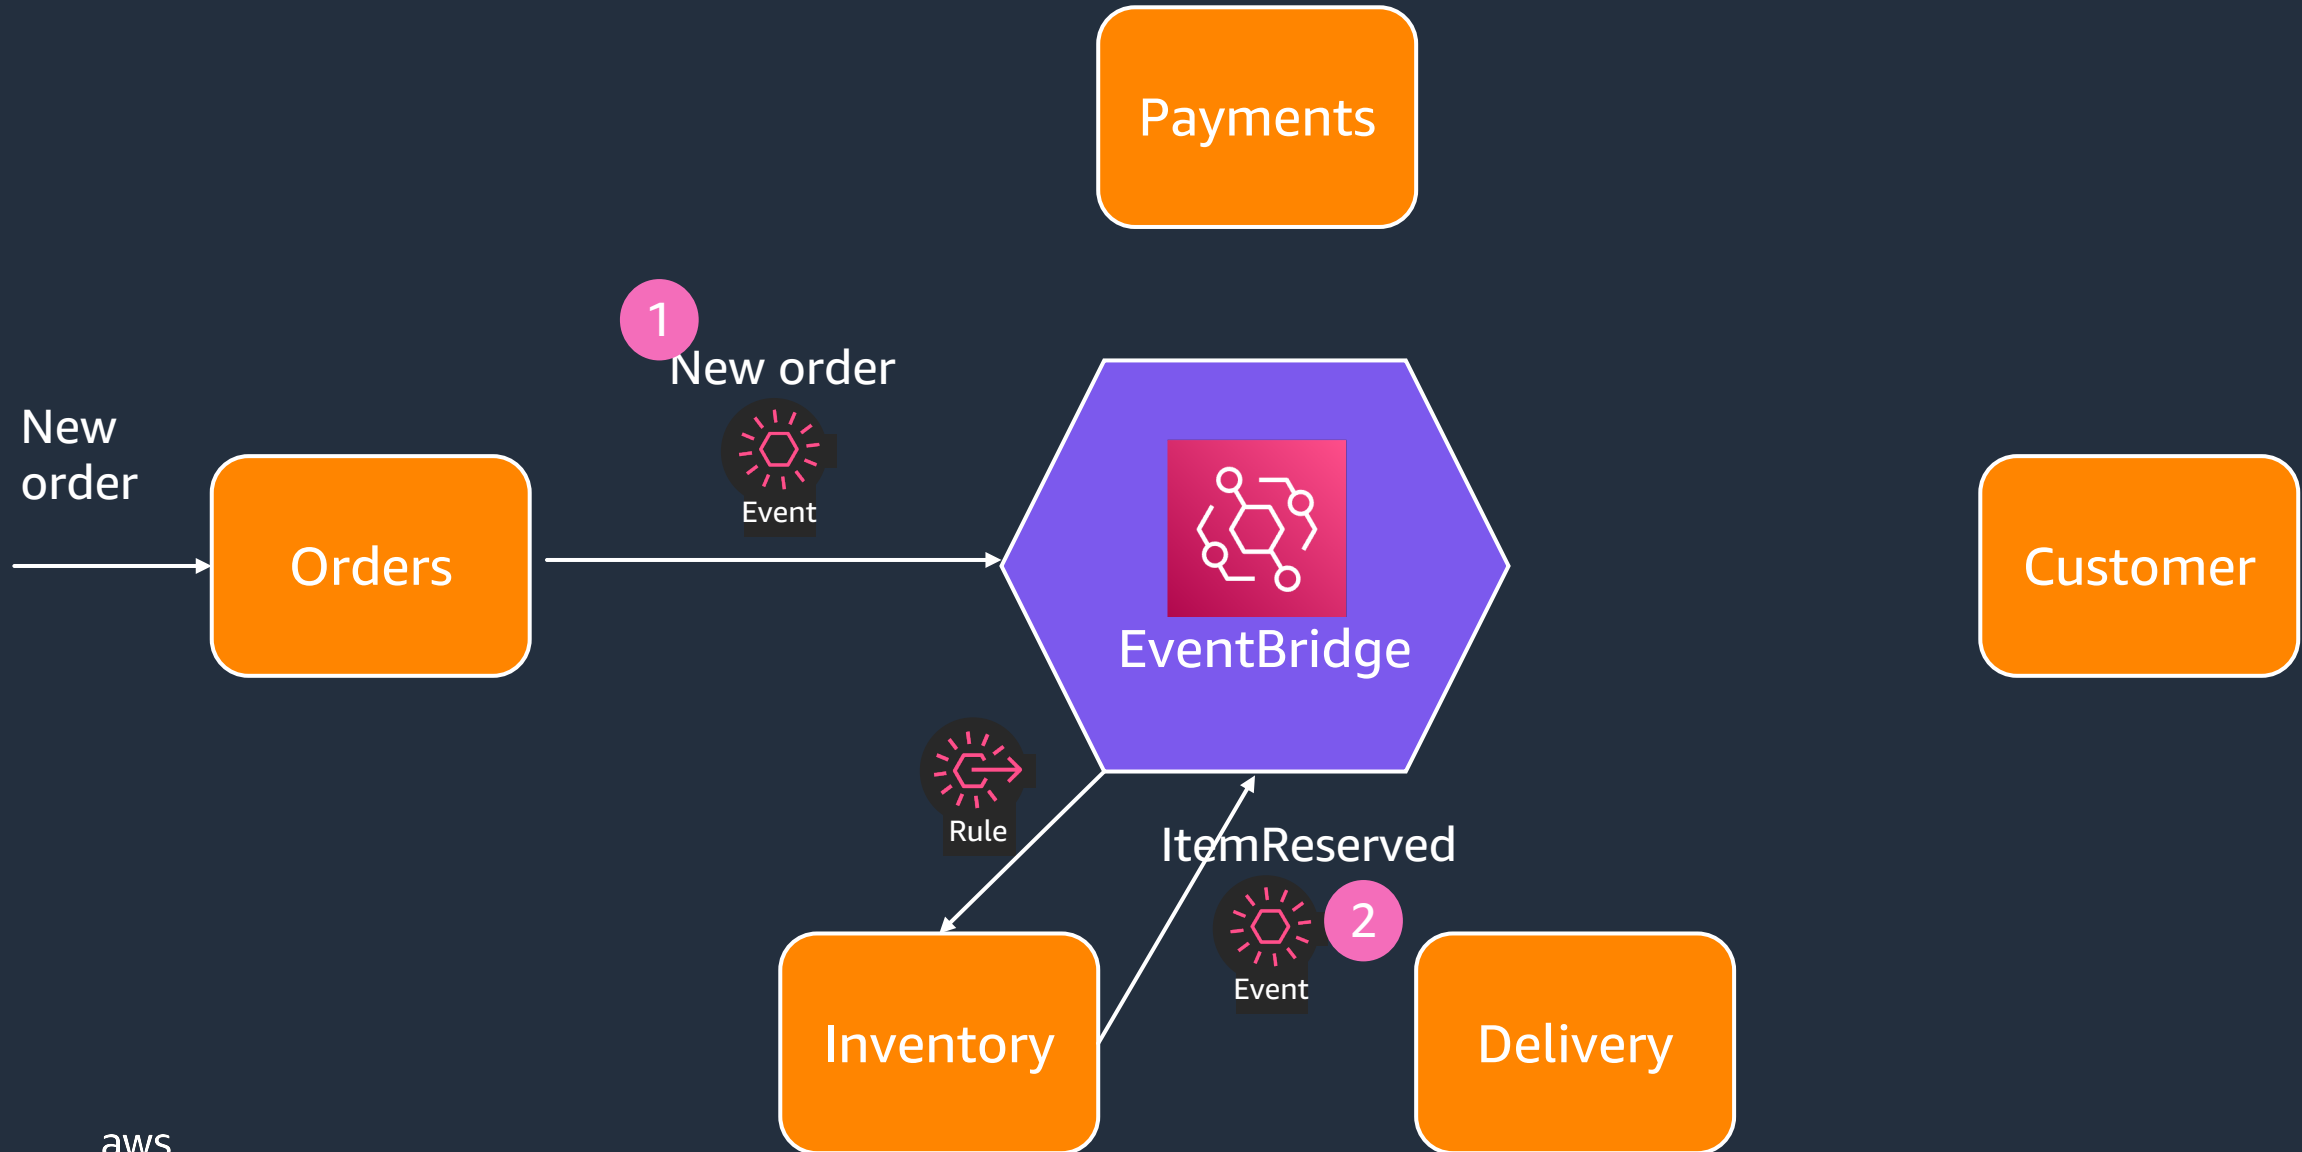 Payments
1
New order
Event
New
order
Orders
EventBridge
Customer
Rule
ItemReserved
2
Event
Inventory
Delivery
aws